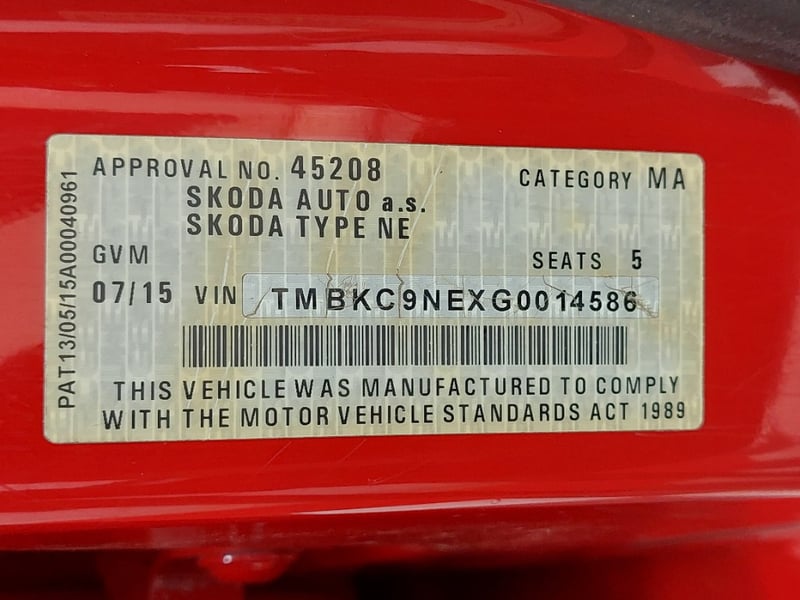 APPROVAL NO. 45208
CATEGORY MA
SKODA AUTO a.s.
SKODA TYPE NE
GVM
SEATS 5
07/15 VIN TMBKC9NEXG0014586
THIS VEHICLE WAS MANUFACTURED TO COMPLY
WITH THE MOTOR VEHICLE STANDARDS ACT 1989
PAT13/05/15A00040961